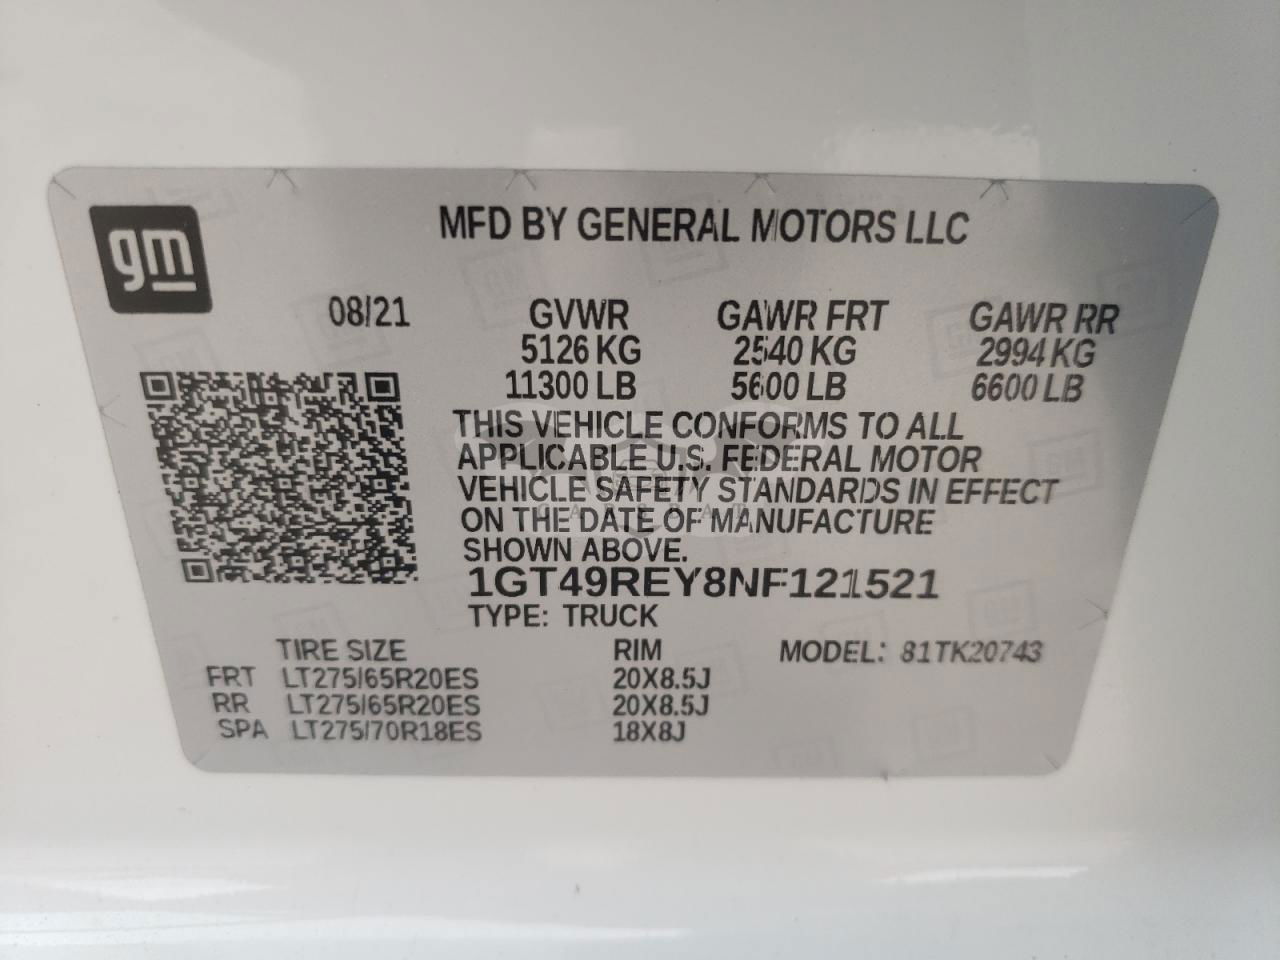 gm
MFD BY GENERAL MOTORS LLC
08/21 GVWR GAWR FRT GAWR RR
5126 KG 2540 KG 2994 KG
11300 LB 5600 LB 6600 LB
THIS VEHICLE CONFORMS TO ALL
APPLICABLE U.S. FEDERAL MOTOR
VEHICLE SAFETY STANDARDS IN EFFECT
ON THE DATE OF MANUFACTURE
SHOWN ABOVE.
1GT49REY8NF121521
TYPE: TRUCK
TIRE SIZE RIM MODEL: 81TK20743
FRT LT275/65R20ES 20X8.5J
RR LT275/65R20ES 20X8.5J
SPA LT275/70R18ES 18X8J